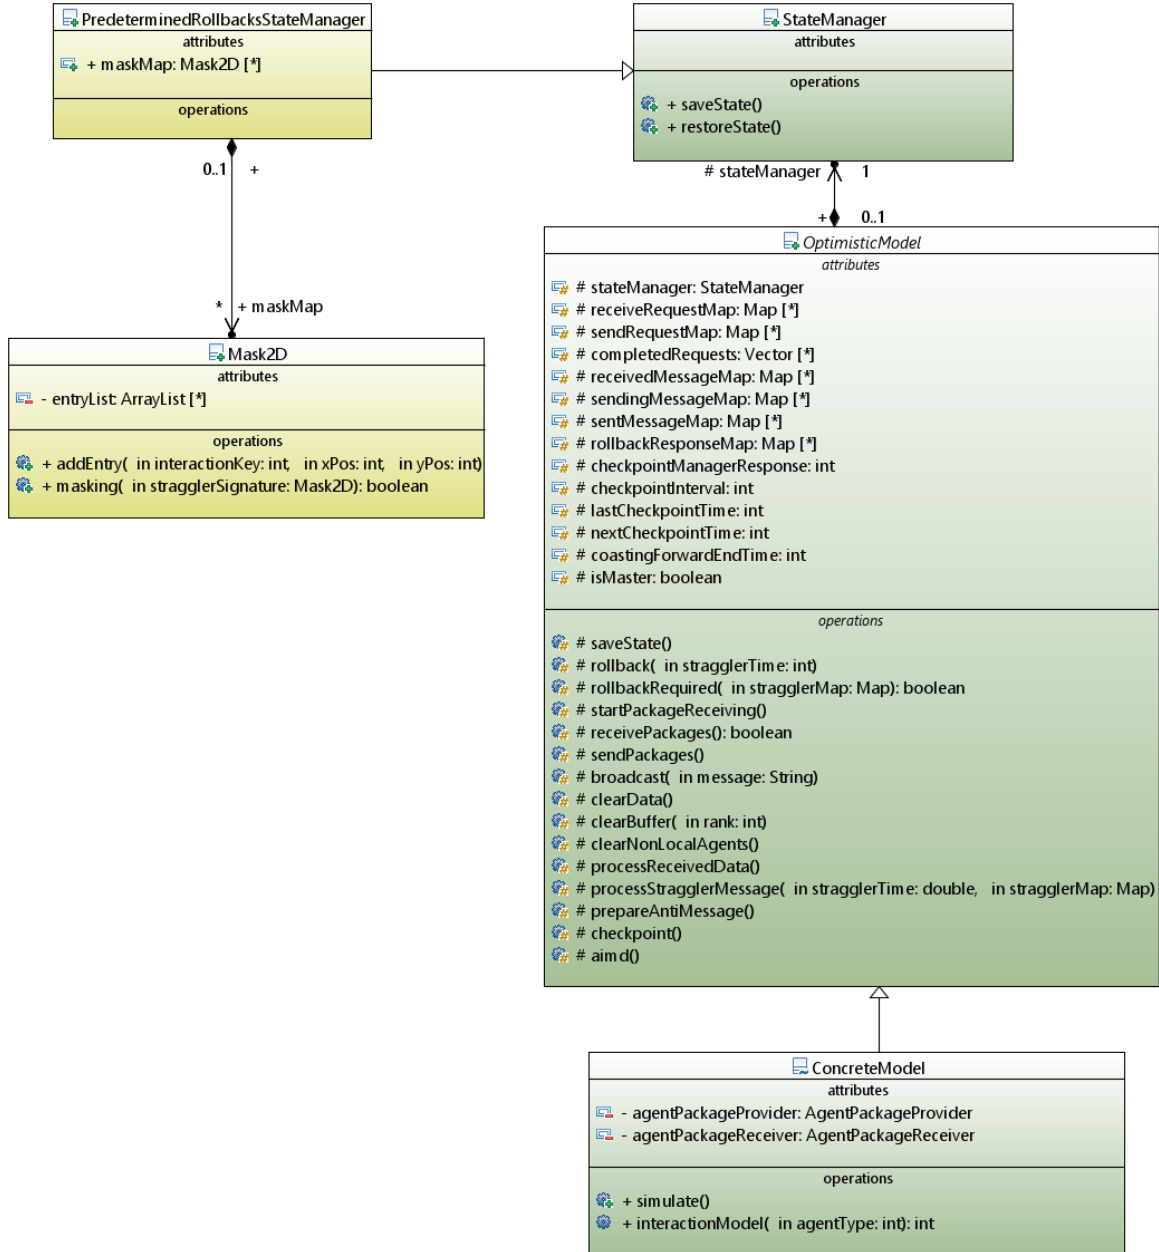 PredeterminedRollbacksStateManager
attributes
+ maskMap: Mask2D [*]
operations
StateManager
attributes
operations
+ saveState()
+ restoreState()
0..1 +
# stateManager 1
+ 0..1
* + maskMap
Mask2D
attributes
- entryList: ArrayList [*]
operations
+ addEntry( in interactionKey: int, in xPos: int, in yPos: int)
+ masking( in stragglerSignature: Mask2D): boolean
OptimisticModel
attributes
# stateManager: StateManager
# receiveRequestMap: Map [*]
# sendRequestMap: Map [*]
# completedRequests: Vector [*]
# receivedMessageMap: Map [*]
# sendingMessageMap: Map [*]
# sentMessageMap: Map [*]
# rollbackResponseMap: Map [*]
# checkpointManagerResponse: int
# checkpointInterval: int
# lastCheckpointTime: int
# nextCheckpointTime: int
# coastingForwardEndTime: int
# isMaster: boolean
operations
# saveState()
# rollback( in stragglerTime: int)
# rollbackRequired( in stragglerMap: Map): boolean
# startPackageReceiving()
# receivePackages(): boolean
# sendPackages()
# broadcast( in message: String)
# clearData()
# clearBuffer( in rank: int)
# clearNonLocalAgents()
# processReceivedData()
# processStragglerMessage( in stragglerTime: double, in stragglerMap: Map)
# prepareAntiMessage()
# checkpoint()
# aimd()
ConcreteModel
attributes
- agentPackageProvider: AgentPackageProvider
- agentPackageReceiver: AgentPackageReceiver
operations
+ simulate()
+ interactionModel( in agentType: int): int